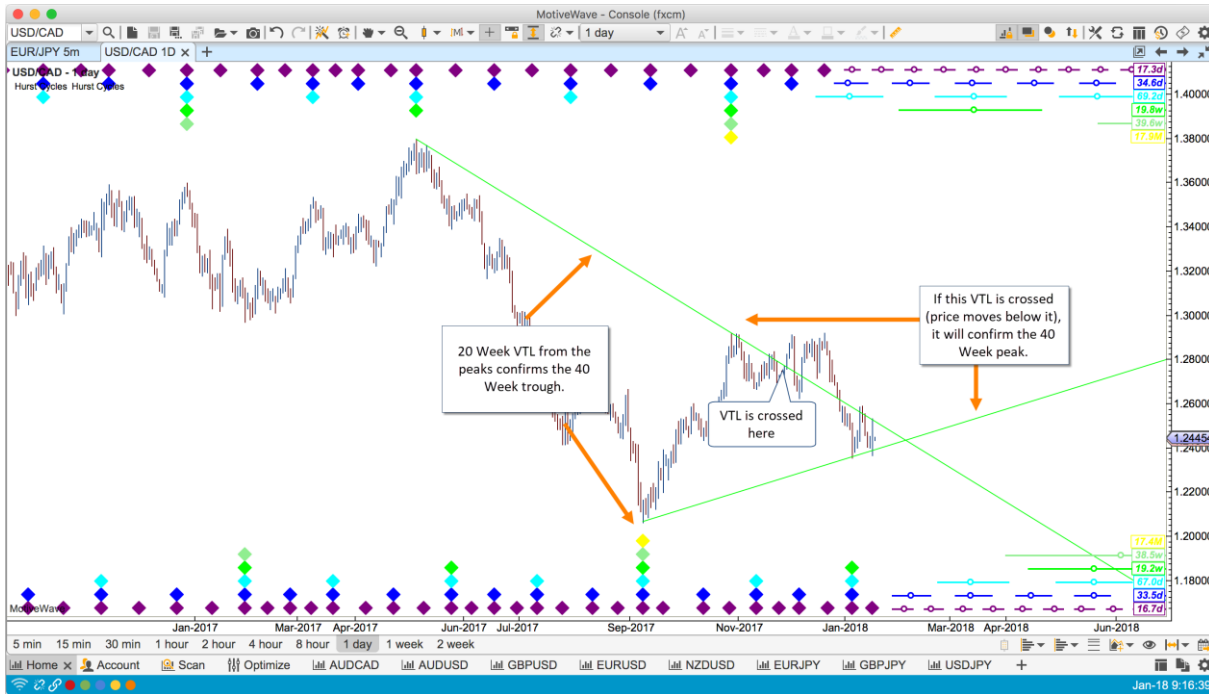 MotiveWave - Console (fxcm)
USD/CAD
1 day
EUR/JPY 5m
USD/CAD 1D
USD/CAD - 1 day
Hurst Cycles Hurst Cycles
17.3d
34.6d
69.2d
19.8w
39.6w
17.9M
1.40000
1.38000
1.36000
1.34000
1.32000
1.30000
1.28000
1.26000
1.24454
1.24000
1.22000
1.20000
1.18000
If this VTL is crossed
(price moves below it),
it will confirm the 40
Week peak.
20 Week VTL from the
peaks confirms the 40
Week trough.
VTL is crossed
here
17.4M
38.5w
19.2w
67.0d
33.5d
16.7d
MotiveWave
Jan-2017
Mar-2017
Apr-2017
Jun-2017
Jul-2017
Sep-2017
Nov-2017
Jan-2018
Mar-2018
Apr-2018
Jun-2018
5 min 15 min 30 min 1 hour 2 hour 4 hour 8 hour 1 day 1 week 2 week
Home Account Scan Optimize AUDCAD AUDUSD GBPUSD EURUSD NZDUSD EURJPY GBPJPY USDJPY
Jan-18 9:16:39